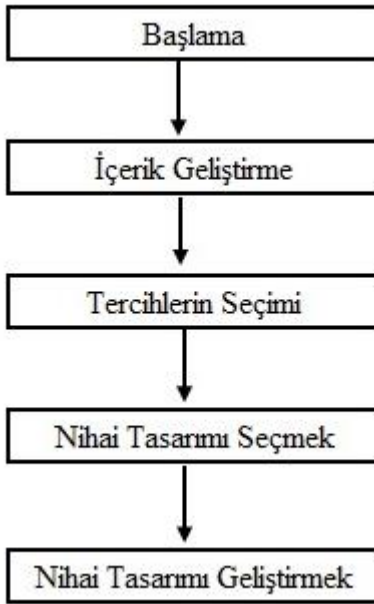 Başlama
İçerik Geliştirme
Tercihlerin Seçimi
Nihai Tasarımı Seçmek
Nihai Tasarımı Geliştirmek